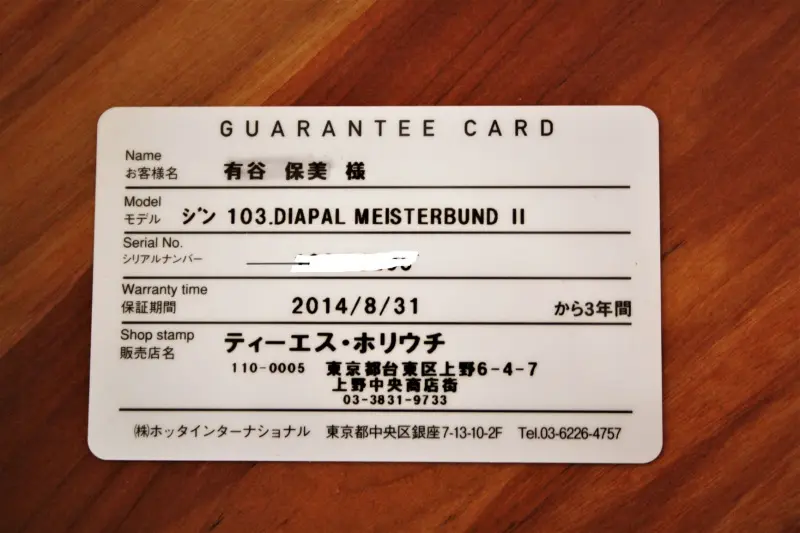 GUARANTEE CARD
Name
お客様名 有谷 保美 様
Model
モデル ジン 103.DIAPAL MEISTERBUND II
Serial No.
シリアルナンバー
Warranty time
保証期間 2014/8/31 から3年間
Shop stamp
販売店名 ティーエス・ホリウチ
110-0005 東京都台東区上野6-4-7
上野中央商店街
03-3831-9733
㈱ホッタインターナショナル 東京都中央区銀座7-13-10-2F Tel.03-6226-4757